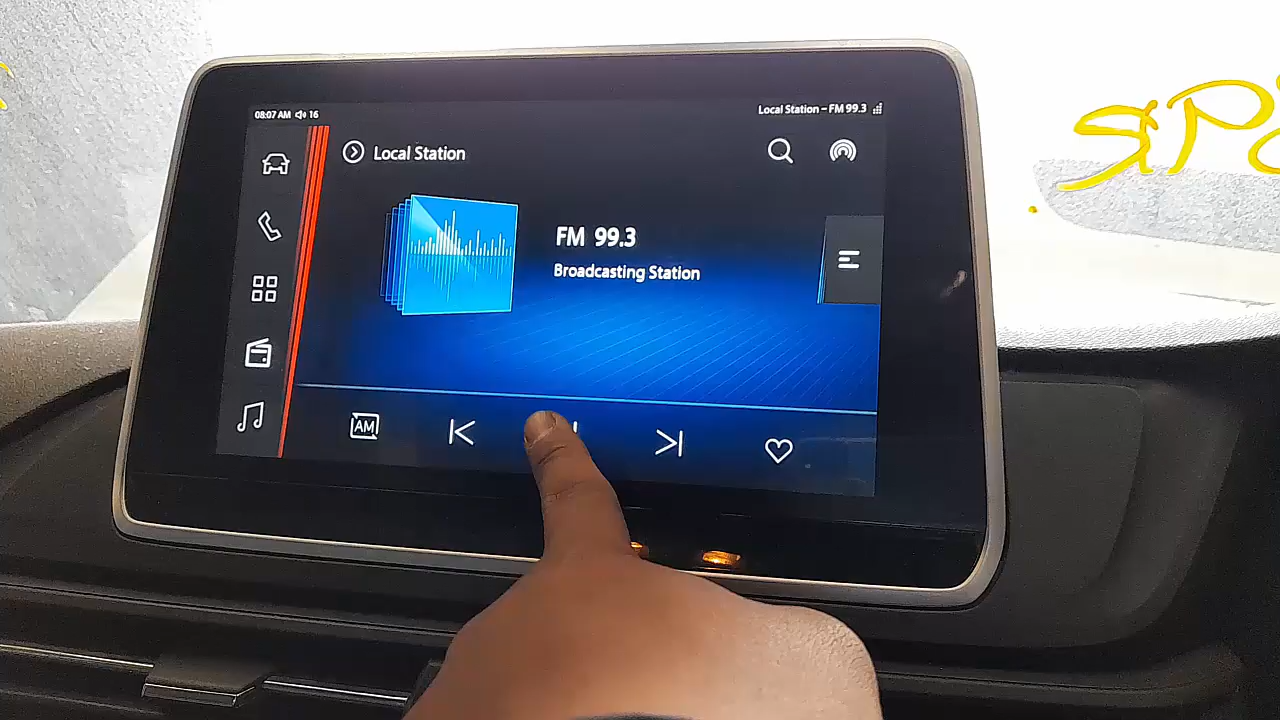 08:07 AM 16
Local Station – FM 99.3
Local Station
FM 99.3
Broadcasting Station
AM